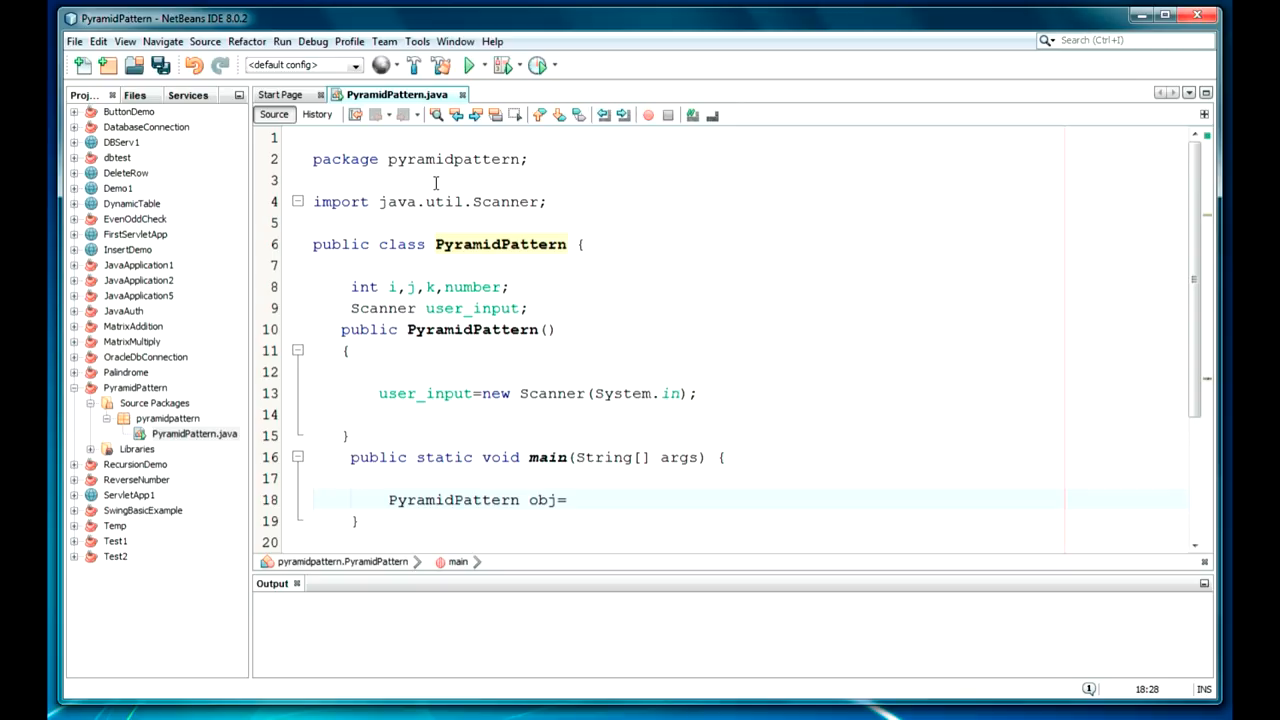 PyramidPattern - NetBeans IDE 8.0.2
File Edit View Navigate Source Refactor Run Debug Profile Team Tools Window Help
Search (Ctrl+I)
<default config>
Proj... Files Services
Start Page PyramidPattern.java
Source History
ButtonDemo
DatabaseConnection
DBServ1
dbtest
DeleteRow
Demo1
DynamicTable
EvenOddCheck
FirstServletApp
InsertDemo
JavaApplication1
JavaApplication2
JavaApplication5
JavaAuth
MatrixAddition
MatrixMultiply
OracleDbConnection
Palindrome
PyramidPattern
Source Packages
pyramidpattern
PyramidPattern.java
Libraries
RecursionDemo
ReverseNumber
ServletApp1
SwingBasicExample
Temp
Test1
Test2
1
2 package pyramidpattern;
3
4 import java.util.Scanner;
5
6 public class PyramidPattern {
7
8 int i,j,k,number;
9 Scanner user_input;
10 public PyramidPattern()
11 {
12
13 user_input=new Scanner(System.in);
14
15 }
16 public static void main(String[] args) {
17
18 PyramidPattern obj=
19 }
20
pyramidpattern.PyramidPattern main
Output
1 18:28 INS